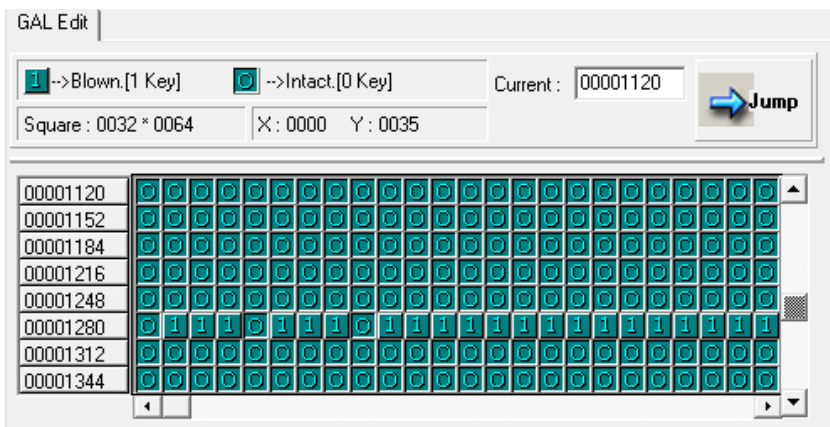 GAL Edit
1 -->Blown.[1 Key] 0 -->Intact.[0 Key] Current : 00001120 Jump
Square : 0032 * 0064 X : 0000 Y : 0035
00001120 0 0 0 0 0 0 0 0 0 0 0 0 0 0 0 0 0 0 0 0 0 0 0 0
00001152 0 0 0 0 0 0 0 0 0 0 0 0 0 0 0 0 0 0 0 0 0 0 0 0
00001184 0 0 0 0 0 0 0 0 0 0 0 0 0 0 0 0 0 0 0 0 0 0 0 0
00001216 0 0 0 0 0 0 0 0 0 0 0 0 0 0 0 0 0 0 0 0 0 0 0 0
00001248 0 0 0 0 0 0 0 0 0 0 0 0 0 0 0 0 0 0 0 0 0 0 0 0
00001280 0 1 1 1 0 1 1 1 0 1 1 1 1 1 1 1 1 1 1 1 1 1 1 1
00001312 0 0 0 0 0 0 0 0 0 0 0 0 0 0 0 0 0 0 0 0 0 0 0 0
00001344 0 0 0 0 0 0 0 0 0 0 0 0 0 0 0 0 0 0 0 0 0 0 0 0